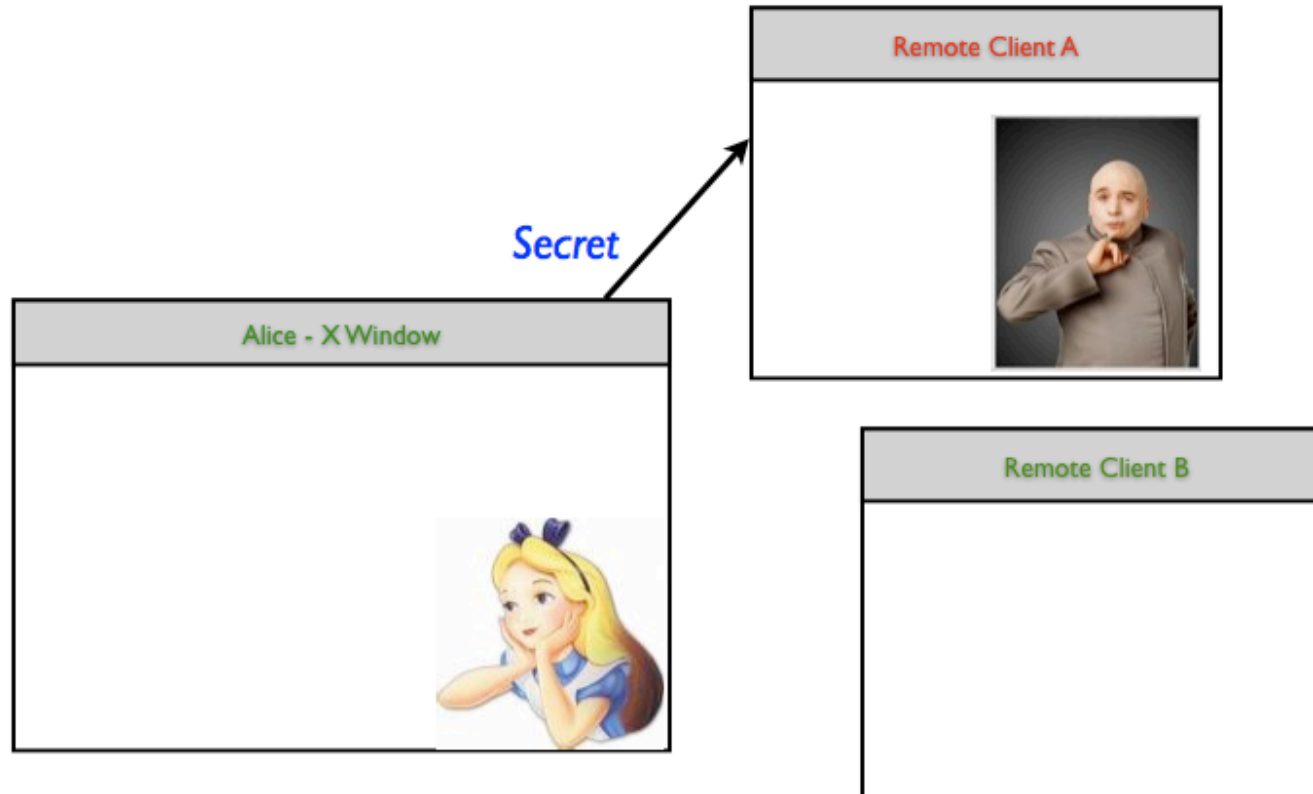 Remote Client A
Secret
Alice - X Window
Remote Client B